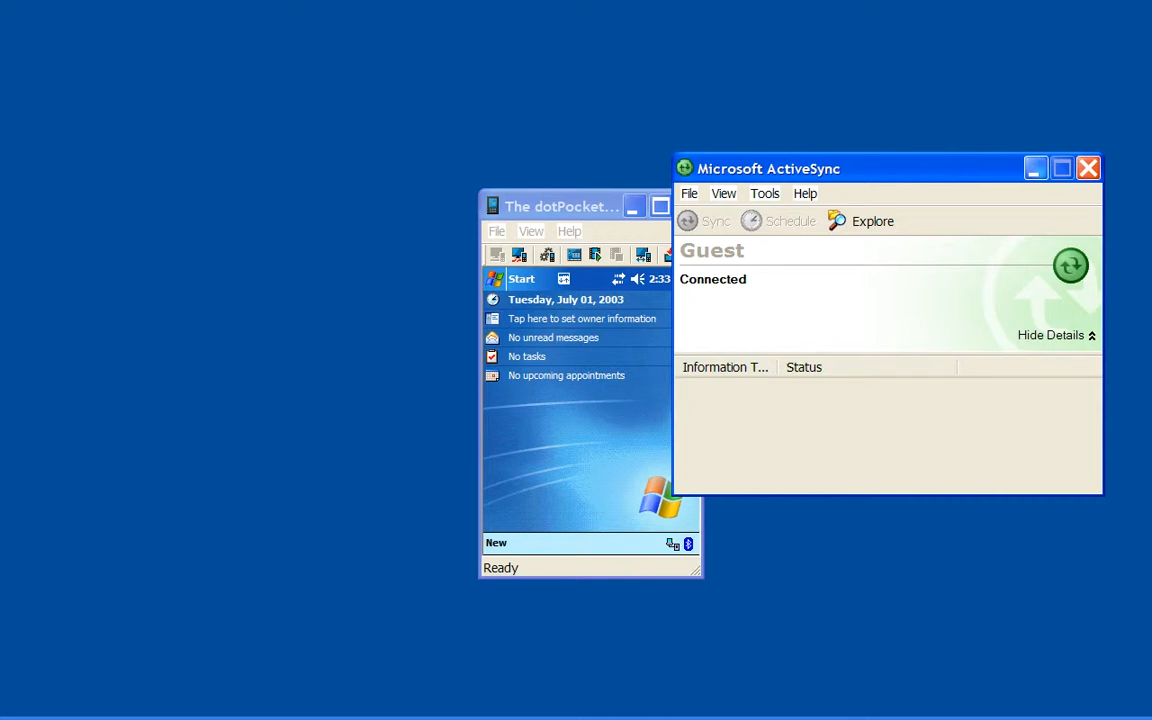 Microsoft ActiveSync
File View Tools Help
Sync Schedule Explore
Guest
Connected
Hide Details
Information T... Status
The dotPocket...
File View Help
Start 2:33
Tuesday, July 01, 2003
Tap here to set owner information
No unread messages
No tasks
No upcoming appointments
New
Ready